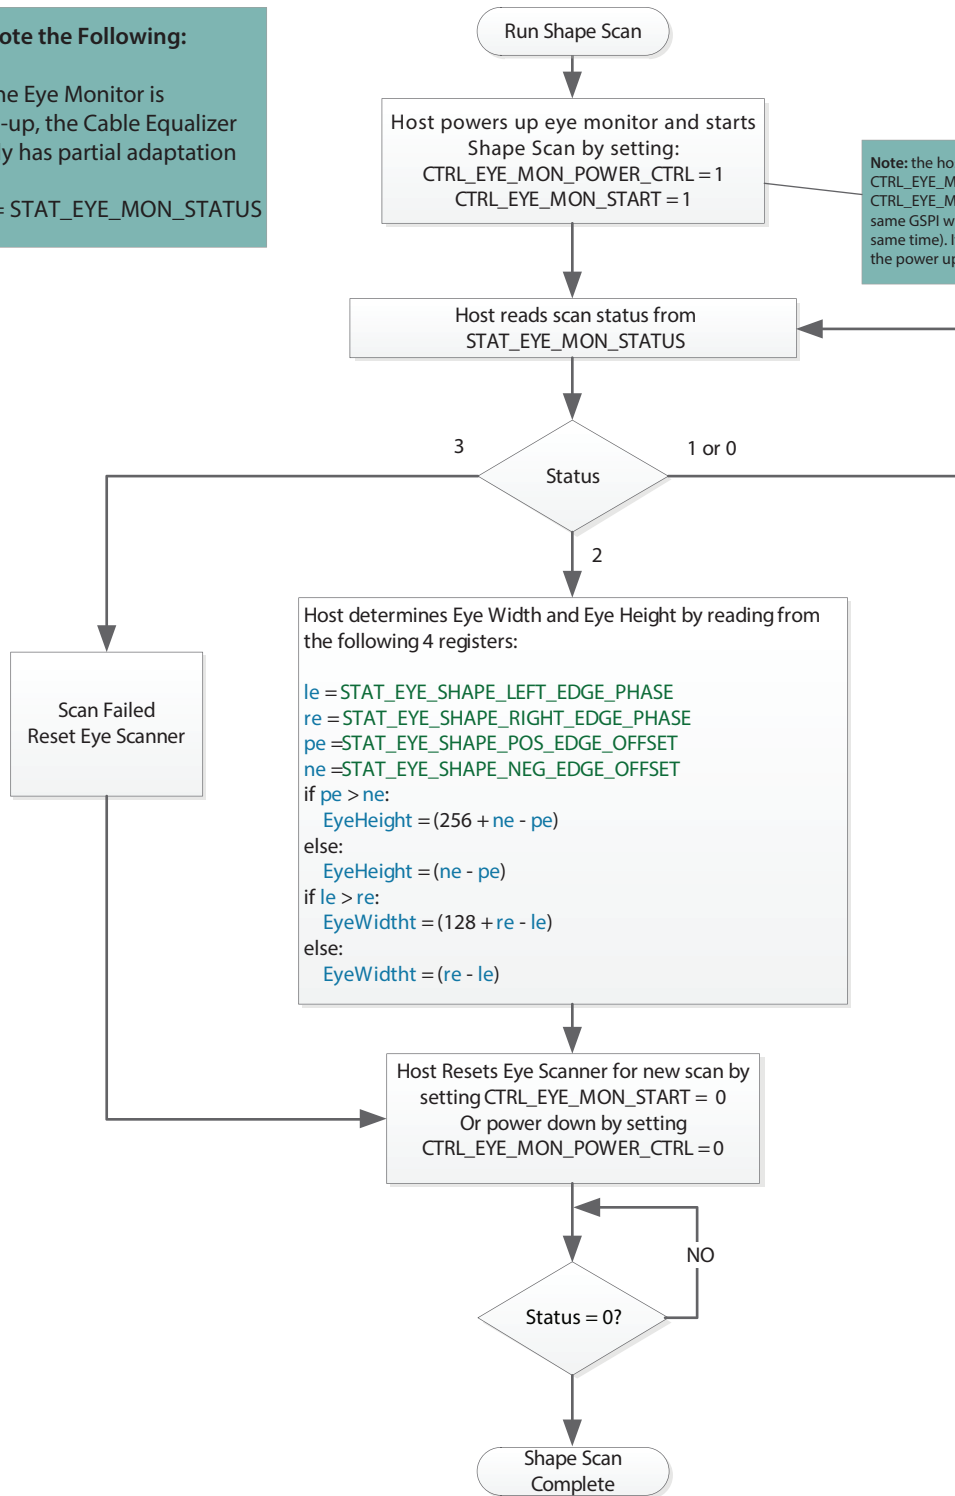 ote the Following:
ne Eye Monitor is
-up, the Cable Equalizer
ly has partial adaptation
= STAT_EYE_MON_STATUS
Run Shape Scan
Host powers up eye monitor and starts
Shape Scan by setting:
CTRL_EYE_MON_POWER_CTRL = 1
CTRL_EYE_MON_START = 1
Note: the ho
CTRL_EYE_M
CTRL_EYE_M
same GSPI w
same time). I
the power up
Host reads scan status from
STAT_EYE_MON_STATUS
3
Status
1 or 0
2
Host determines Eye Width and Eye Height by reading from
the following 4 registers:
le = STAT_EYE_SHAPE_LEFT_EDGE_PHASE
re = STAT_EYE_SHAPE_RIGHT_EDGE_PHASE
pe =STAT_EYE_SHAPE_POS_EDGE_OFFSET
ne =STAT_EYE_SHAPE_NEG_EDGE_OFFSET
if pe > ne:
EyeHeight = (256 + ne - pe)
else:
EyeHeight = (ne - pe)
if le > re:
EyeWidtht = (128 + re - le)
else:
EyeWidtht = (re - le)
Scan Failed
Reset Eye Scanner
Host Resets Eye Scanner for new scan by
setting CTRL_EYE_MON_START = 0
Or power down by setting
CTRL_EYE_MON_POWER_CTRL = 0
NO
Status = 0?
Shape Scan
Complete